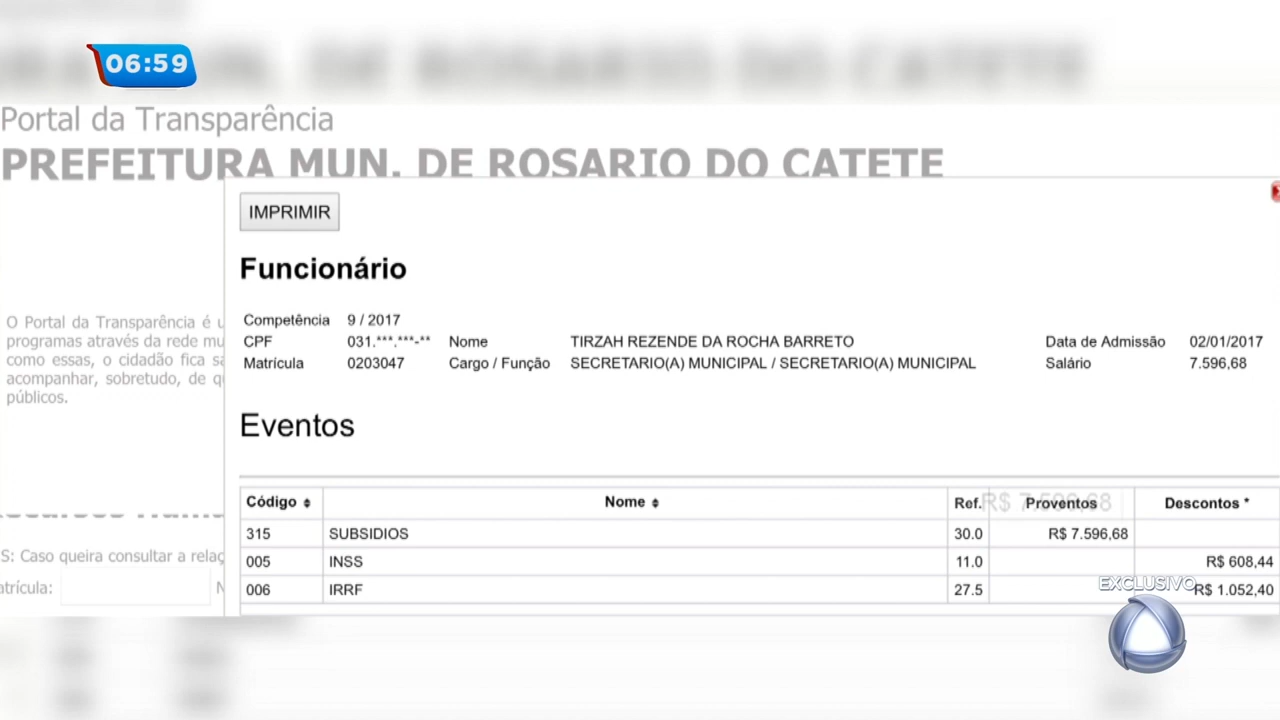 06:59
Portal da Transparência
PREFEITURA MUN. DE ROSARIO DO CATETE
IMPRIMIR
Funcionário
Competência 9 / 2017
CPF 031.***.***-** Nome TIRZAH REZENDE DA ROCHA BARRETO Data de Admissão 02/01/2017
Matrícula 0203047 Cargo / Função SECRETARIO(A) MUNICIPAL / SECRETARIO(A) MUNICIPAL Salário 7.596,68
O Portal da Transparência é
programas através da rede
como essas, o cidadão fica
acompanhar, sobretudo, de
públicos.
Eventos
Código Nome Ref. Proventos Descontos *
315 SUBSIDIOS 30.0 R$ 7.596,68
005 INSS 11.0 R$ 608,44
006 IRRF 27.5 R$ 1.052,40
S: Caso queira consultar a
atrícula:
EXCLUSIVO